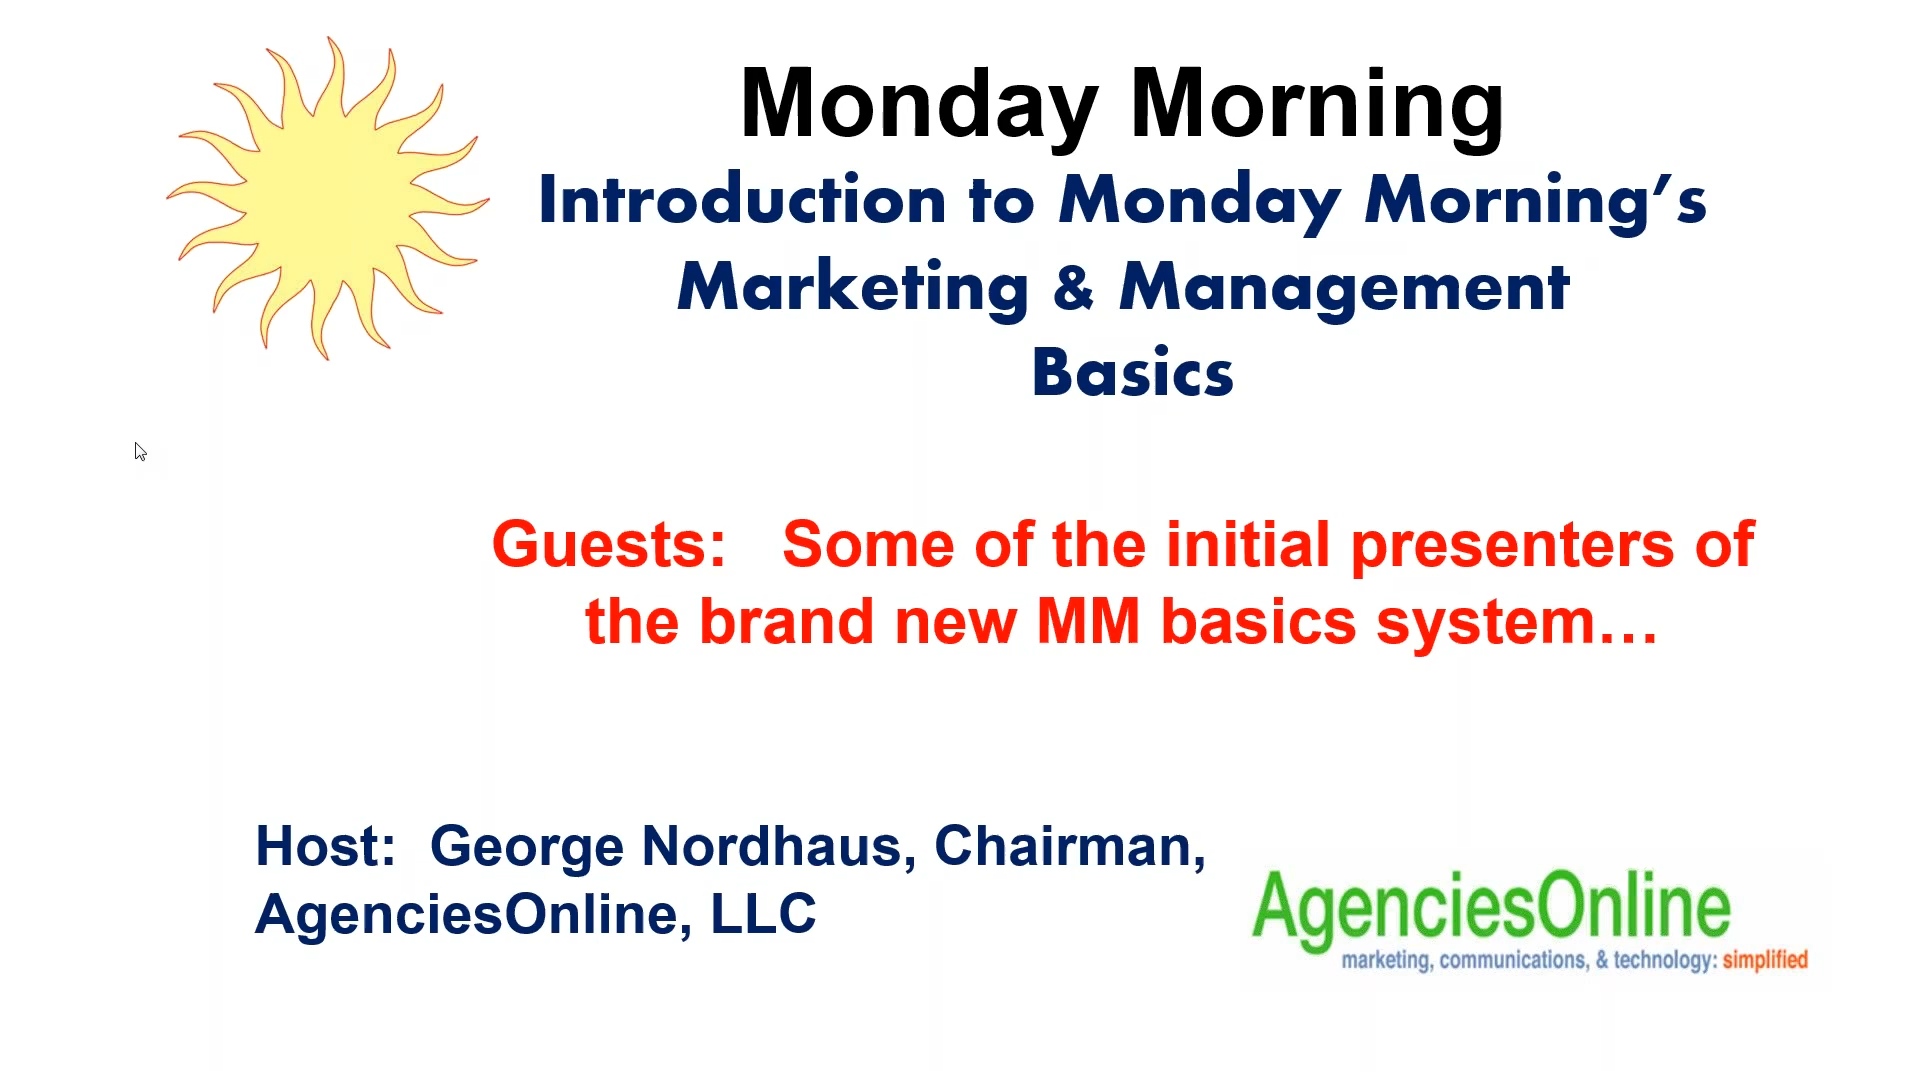 Monday Morning
Introduction to Monday Morning’s
Marketing & Management
Basics
Guests:   Some of the initial presenters of
the brand new MM basics system…
Host:  George Nordhaus, Chairman,
AgenciesOnline, LLC
AgenciesOnline
marketing, communications, & technology: simplified